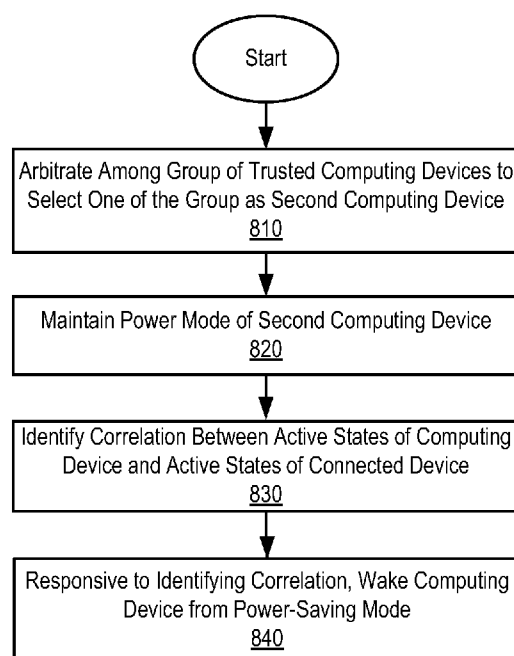 Start
Arbitrate Among Group of Trusted Computing Devices to
Select One of the Group as Second Computing Device
810
Maintain Power Mode of Second Computing Device
820
Identify Correlation Between Active States of Computing
Device and Active States of Connected Device
830
Responsive to Identifying Correlation, Wake Computing
Device from Power-Saving Mode
840